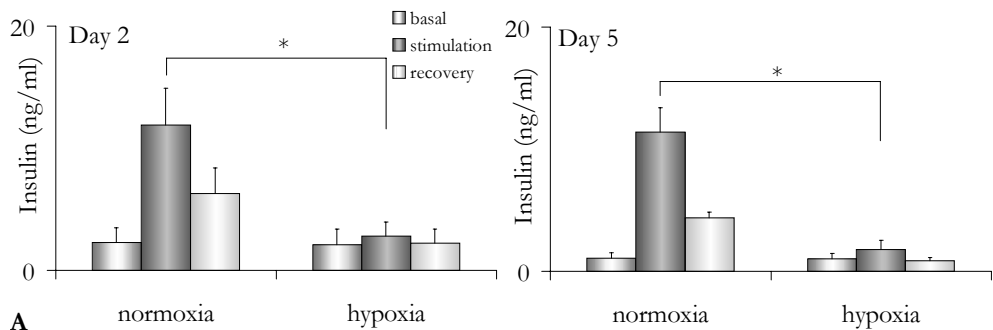 20
Day 2
*
basal
stimulation
recovery
Insulin (ng/ml)
0
normoxia
hypoxia
A
20
Day 5
*
Insulin (ng/ml)
0
normoxia
hypoxia